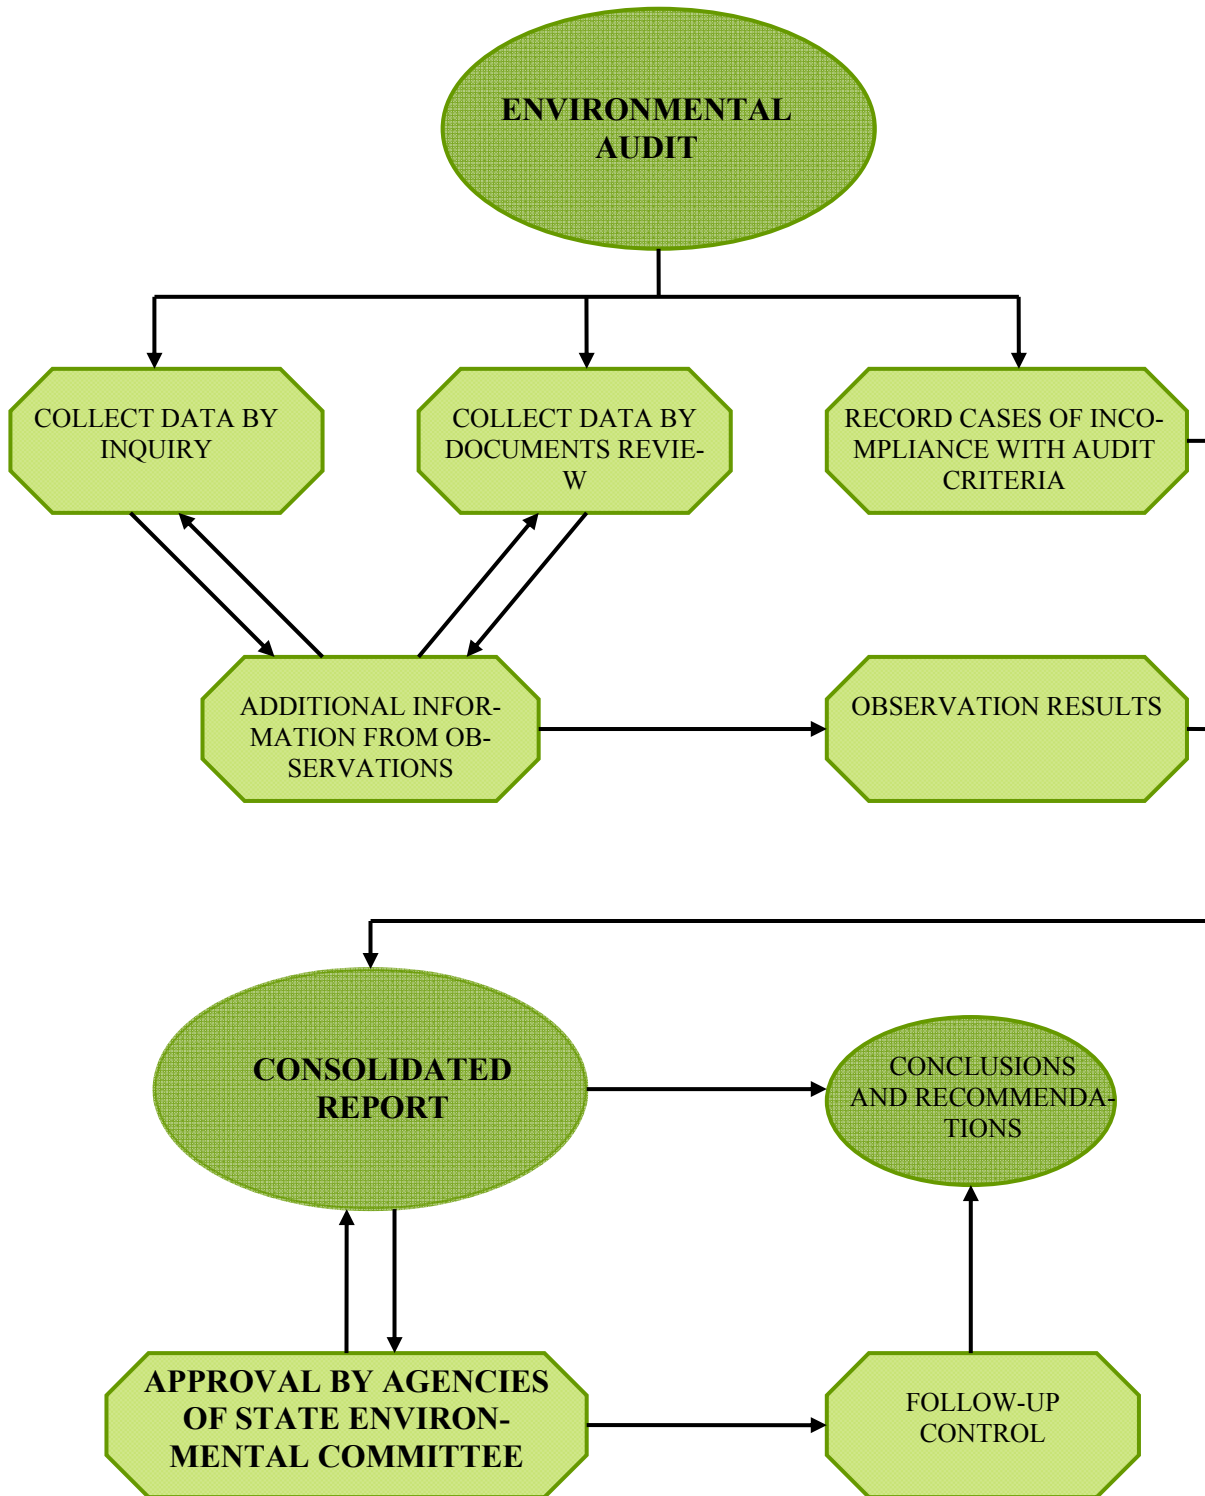 ENVIRONMENTAL
AUDIT
COLLECT DATA BY
INQUIRY
COLLECT DATA BY
DOCUMENTS REVIE-
W
RECORD CASES OF INCO-
MPLIANCE WITH AUDIT
CRITERIA
ADDITIONAL INFOR-
MATION FROM OB-
SERVATIONS
OBSERVATION RESULTS
CONSOLIDATED
REPORT
CONCLUSIONS
AND RECOMMENDA-
TIONS
APPROVAL BY AGENCIES
OF STATE ENVIRON-
MENTAL COMMITTEE
FOLLOW-UP
CONTROL